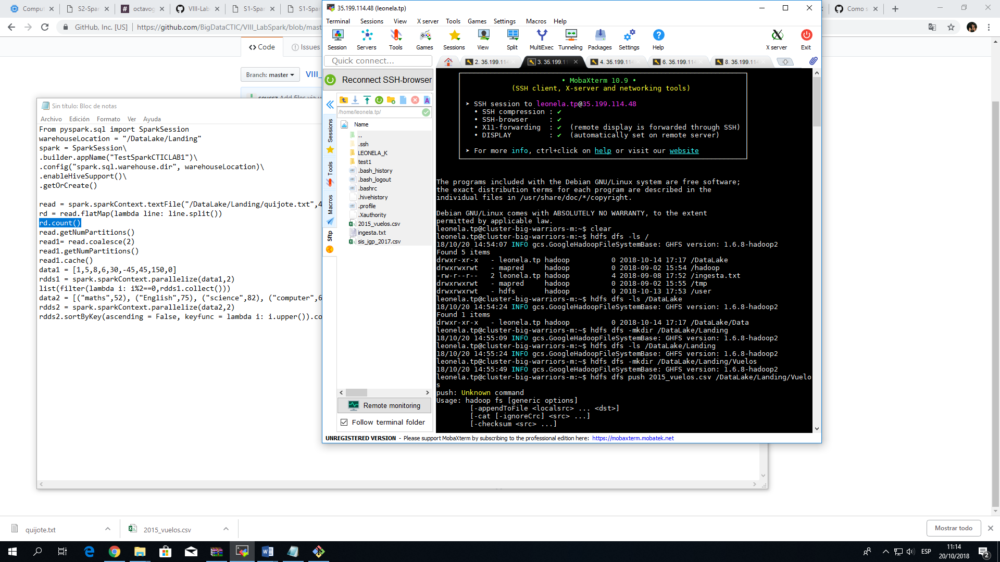 Comput
S2-Spar
octavog
VIII-Lab
S1-Spar
S1-Spar
Como s
GitHub, Inc. [US] | https://github.com/BigDataCTIC/VIII_LabSpark/blob/mast
Code
Issues
Branch: master
VIII_
Add files via u
Sin título: Bloc de notas
Archivo Edición Formato Ver Ayuda
From pyspark.sql import SparkSession
warehouseLocation = "/DataLake/Landing"
spark = SparkSession\
.builder.appName("TestSparkCTICLAB1")\
.config("spark.sql.warehouse.dir", warehouseLocation)\
.enableHiveSupport()\
.getOrCreate()
read = spark.sparkContext.textFile("/DataLake/Landing/quijote.txt",4
rd = read.flatMap(lambda line: line.split())
rd.count()
read.getNumPartitions()
read1= read.coalesce(2)
read1.getNumPartitions()
read1.cache()
data1 = [1,5,8,6,30,-45,45,150,0]
rdds1 = spark.sparkContext.parallelize(data1,2)
list(filter(lambda i: i%2==0,rdds1.collect()))
data2 = [("maths",52), ("English",75), ("science",82), ("computer",6
rdds2 = spark.sparkContext.parallelize(data2,2)
rdds2.sortByKey(ascending = False, keyfunc = lambda i: i.upper()).co
35.199.114.48 (leonela.tp)
Terminal Sessions View X server Tools Games Settings Macros Help
Session Servers Tools Games Sessions View Split MultiExec Tunneling Packages Settings Help X server Exit
Quick connect...
2. 35.199.114
3. 35.199.11
4. 35.199.114
6. 35.199.114
8. 35.199.114
Reconnect SSH-browser
/home/leonela.tp/
Sessions
Tools
Macros
Sftp
Name
..
.ssh
LEONELA_K
test1
.bash_history
.bash_logout
.bashrc
.hivehistory
.profile
.Xauthority
2015_vuelos.csv
ingesta.txt
sis_igp_2017.csv
Remote monitoring
Follow terminal folder
• MobaXterm 10.9 •
(SSH client, X-server and networking tools)
➤ SSH session to leonela.tp@35.199.114.48
• SSH compression : ✔
• SSH-browser : ✔
• X11-forwarding : ✔ (remote display is forwarded through SSH)
• DISPLAY : ✔ (automatically set on remote server)
➤ For more info, ctrl+click on help or visit our website
The programs included with the Debian GNU/Linux system are free software;
the exact distribution terms for each program are described in the
individual files in /usr/share/doc/*/copyright.
Debian GNU/Linux comes with ABSOLUTELY NO WARRANTY, to the extent
permitted by applicable law.
leonela.tp@cluster-big-warriors-m:~$ clear
leonela.tp@cluster-big-warriors-m:~$ hdfs dfs -ls /
18/10/20 14:54:07 INFO gcs.GoogleHadoopFileSystemBase: GHFS version: 1.6.8-hadoop2
Found 5 items
drwxr-xr-x - leonela.tp hadoop 0 2018-10-14 17:17 /DataLake
drwxrwxrwt - mapred hadoop 0 2018-09-02 15:54 /hadoop
-rw-r--r-- 2 leonela.tp hadoop 4 2018-09-08 17:52 /ingesta.txt
drwxrwxrwt - mapred hadoop 0 2018-09-02 15:55 /tmp
drwxrwxrwt - hdfs hadoop 0 2018-10-13 17:53 /user
leonela.tp@cluster-big-warriors-m:~$ hdfs dfs -ls /DataLake
18/10/20 14:54:24 INFO gcs.GoogleHadoopFileSystemBase: GHFS version: 1.6.8-hadoop2
Found 1 items
drwxr-xr-x - leonela.tp hadoop 0 2018-10-14 17:17 /DataLake/Data
leonela.tp@cluster-big-warriors-m:~$ hdfs dfs -mkdir /DataLake/Landing
18/10/20 14:55:09 INFO gcs.GoogleHadoopFileSystemBase: GHFS version: 1.6.8-hadoop2
leonela.tp@cluster-big-warriors-m:~$ hdfs dfs -ls /DataLake/Landing
18/10/20 14:55:24 INFO gcs.GoogleHadoopFileSystemBase: GHFS version: 1.6.8-hadoop2
leonela.tp@cluster-big-warriors-m:~$ hdfs dfs -mkdir /DataLake/Landing/Vuelos
18/10/20 14:55:49 INFO gcs.GoogleHadoopFileSystemBase: GHFS version: 1.6.8-hadoop2
leonela.tp@cluster-big-warriors-m:~$ hdfs dfs push 2015_vuelos.csv /DataLake/Landing/Vuelo
s
push: Unknown command
Usage: hadoop fs [generic options]
[-appendToFile <localsrc> ... <dst>]
[-cat [-ignoreCrc] <src> ...]
[-checksum <src> ...]
UNREGISTERED VERSION - Please support MobaXterm by subscribing to the professional edition here: https://mobaxterm.mobatek.net
quijote.txt
2015_vuelos.csv
Mostrar todo
ESP
11:14
20/10/2018
2